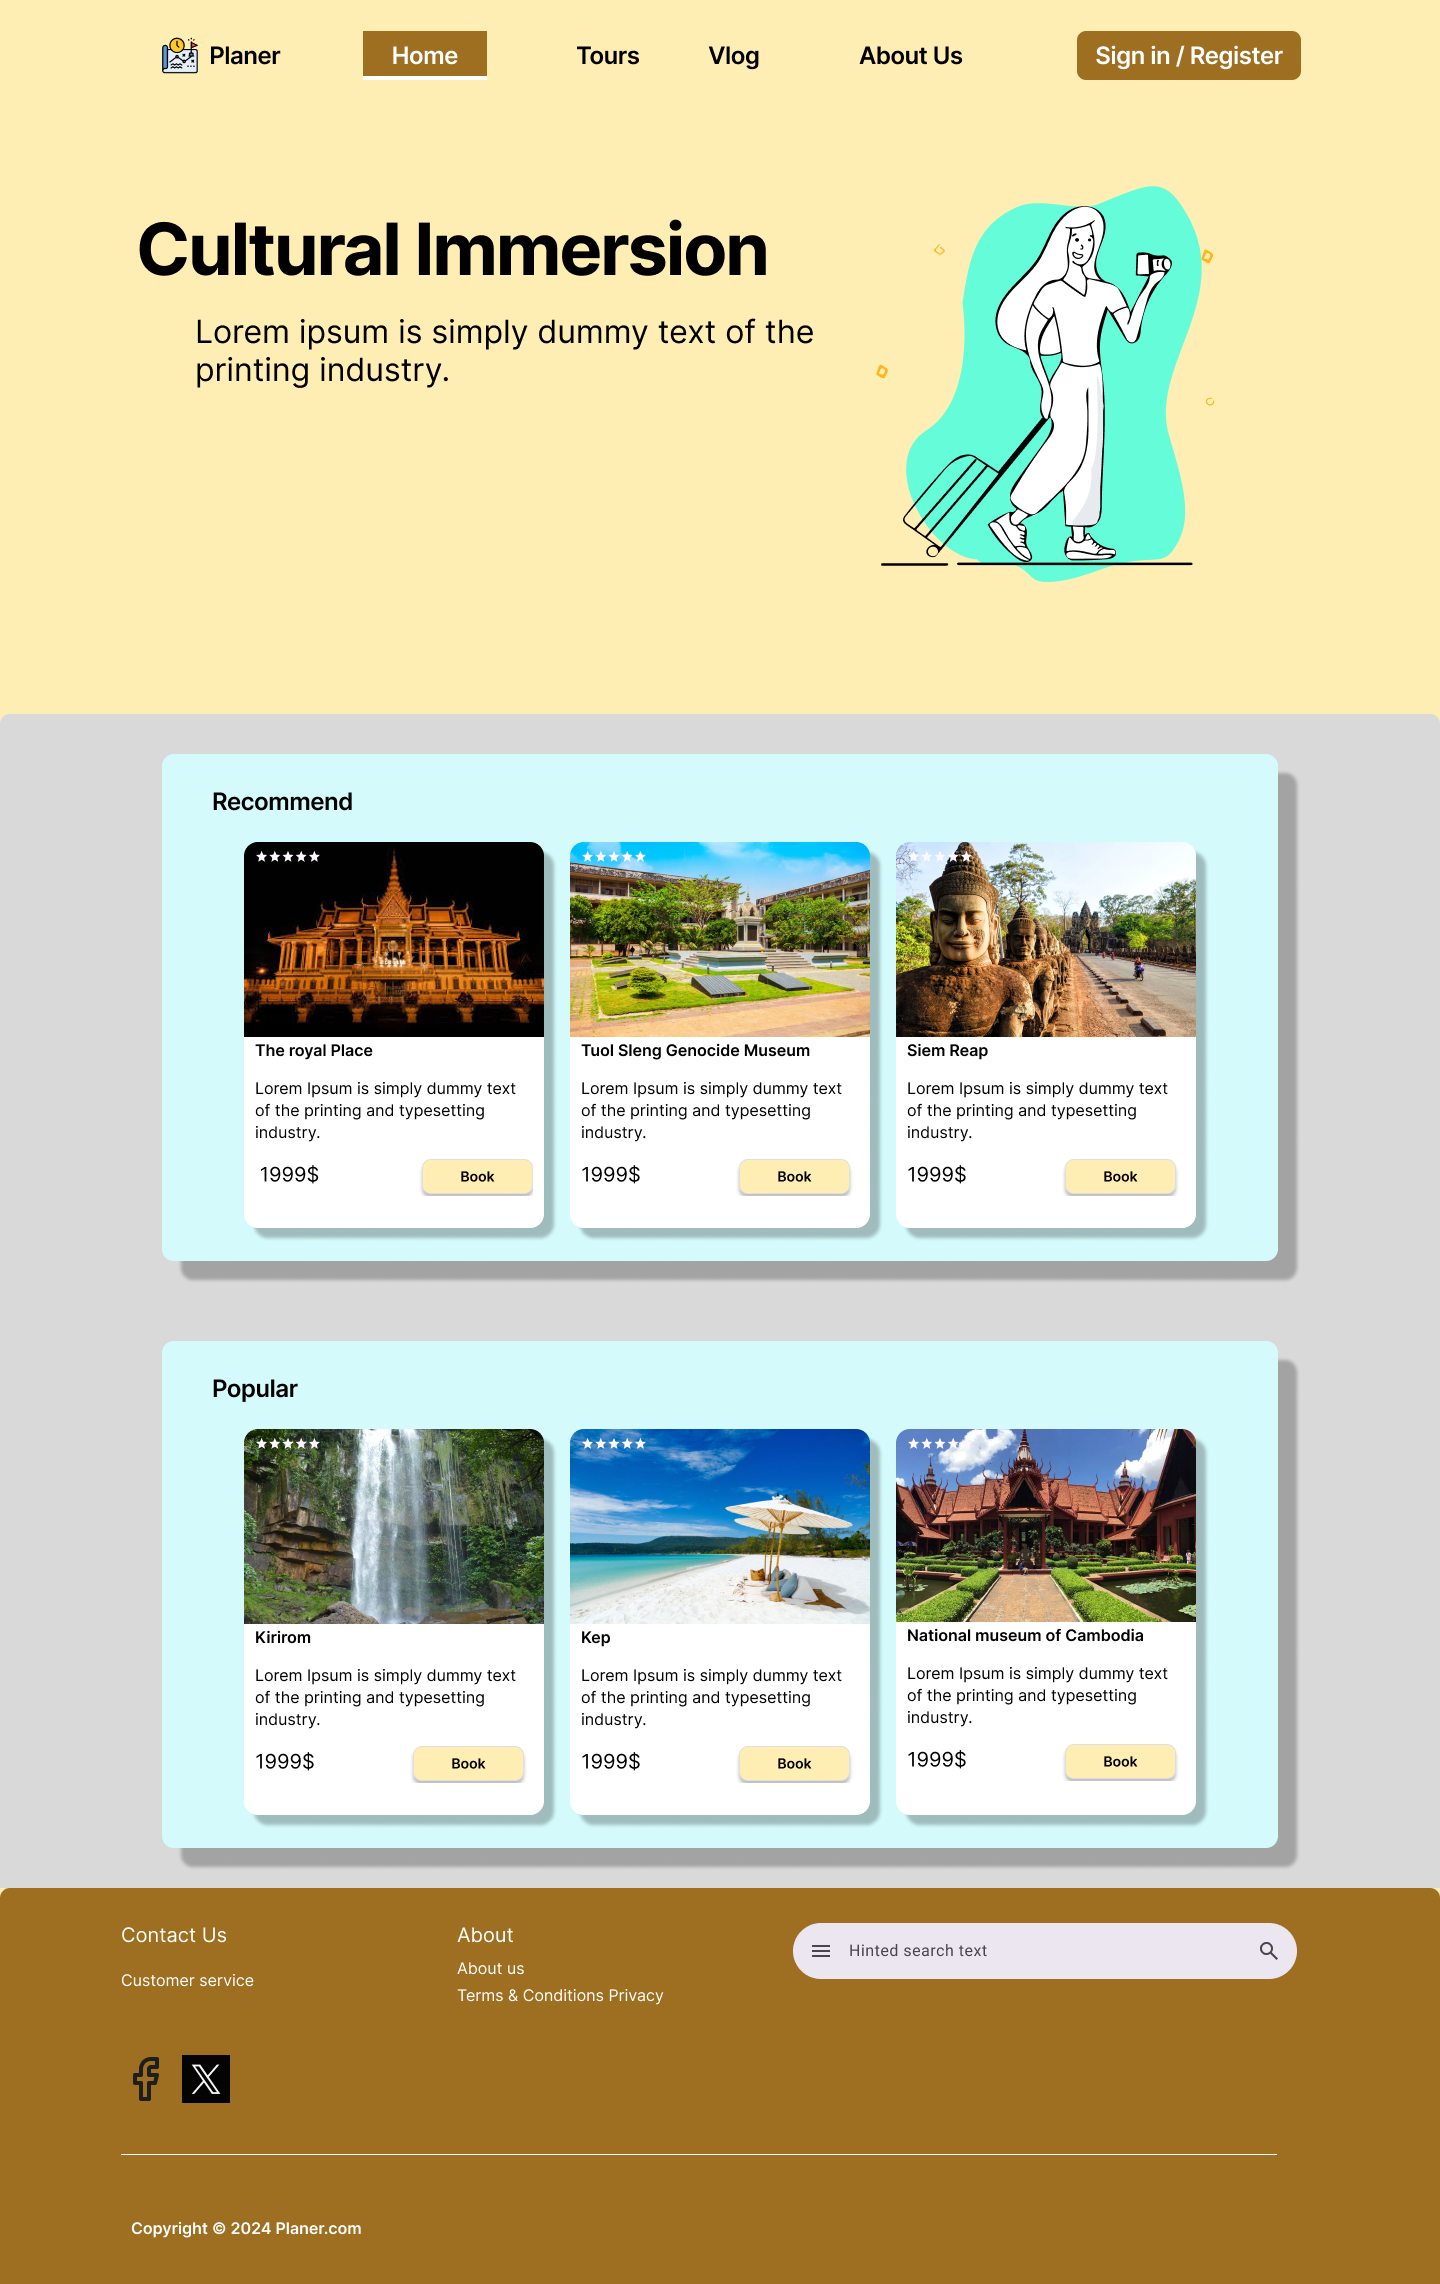 Planer
Home
Tours
Vlog
About Us
Sign in / Register
Cultural Immersion
Lorem ipsum is simply dummy text of the
printing industry.
Recommend
The royal Place
Lorem Ipsum is simply dummy text
of the printing and typesetting
industry.
1999$
Book
Tuol Sleng Genocide Museum
Lorem Ipsum is simply dummy text
of the printing and typesetting
industry.
1999$
Book
Siem Reap
Lorem Ipsum is simply dummy text
of the printing and typesetting
industry.
1999$
Book
Popular
Kirirom
Lorem Ipsum is simply dummy text
of the printing and typesetting
industry.
1999$
Book
Kep
Lorem Ipsum is simply dummy text
of the printing and typesetting
industry.
1999$
Book
National museum of Cambodia
Lorem Ipsum is simply dummy text
of the printing and typesetting
industry.
1999$
Book
Contact Us
Customer service
About
About us
Terms & Conditions Privacy
Hinted search text
Copyright © 2024 Planer.com